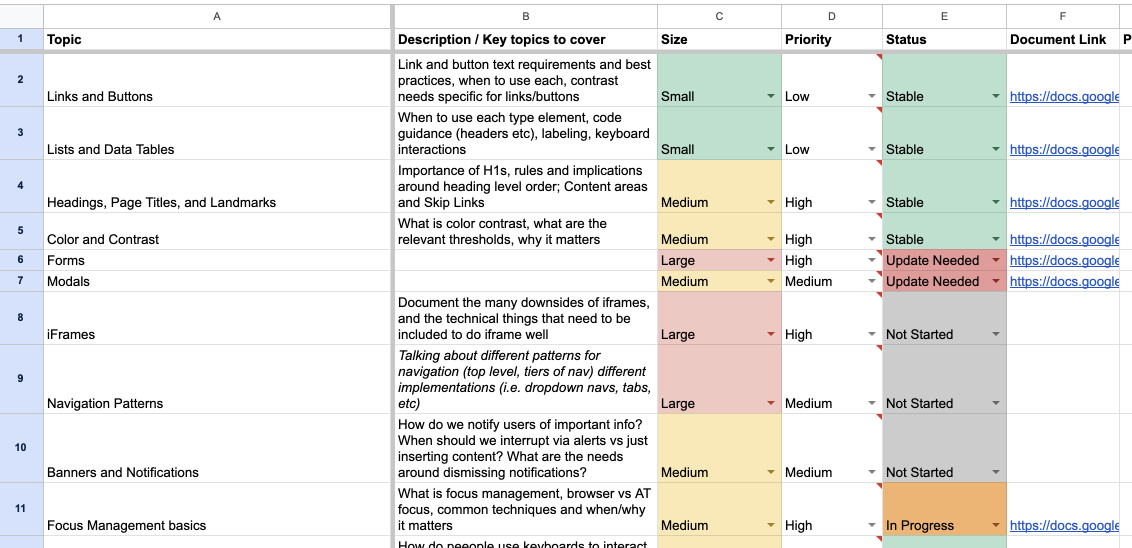 A B C D E F
1 Topic Description / Key topics to cover Size Priority Status Document Link P
Link and button text requirements and best
practices, when to use each, contrast
2 Links and Buttons needs specific for links/buttons Small Low Stable https://docs.google
When to use each type element, code
guidance (headers etc), labeling, keyboard
3 Lists and Data Tables interactions Small Low Stable https://docs.google
Importance of H1s, rules and implications
around heading level order; Content areas
4 Headings, Page Titles, and Landmarks and Skip Links Medium High Stable https://docs.google
What is color contrast, what are the
5 Color and Contrast relevant thresholds, why it matters Medium High Stable https://docs.google
6 Forms Large High Update Needed https://docs.google
7 Modals Medium Medium Update Needed https://docs.google
Document the many downsides of iframes,
and the technical things that need to be
8 iFrames included to do iframe well Large High Not Started
Talking about different patterns for
navigation (top level, tiers of nav) different
implementations (i.e. dropdown navs, tabs,
9 Navigation Patterns etc) Large Medium Not Started
How do we notify users of important info?
When should we interrupt via alerts vs just
inserting content? What are the needs
10 Banners and Notifications around dismissing notifications? Medium Medium Not Started
What is focus management, browser vs AT
focus, common techniques and when/why
11 Focus Management basics it matters Medium High In Progress https://docs.google
How do peeople use keyboards to interact